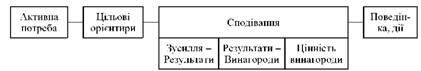 Активна
потреба
Цільові
орієнтири
Сподівання
Зусилля –
Результати
Результати –
Винагороди
Цінність
винагороди
Поведін-
ка, дії